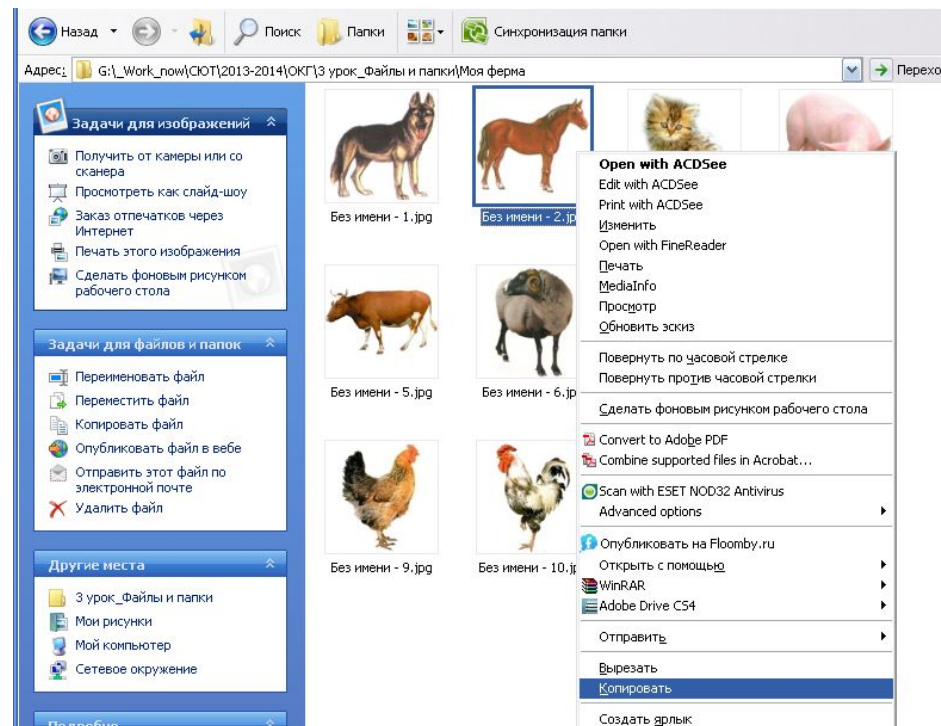 Назад
Поиск
Папки
Синхронизация папки
Адрес: G:\_Work_now\СЮТ\2013-2014\ОКГ\3 урок_Файлы и папки\Моя ферма
Перехо
Задачи для изображений
Получить от камеры или со
сканера
Просмотреть как слайд-шоу
Заказ отпечатков через
Интернет
Печать этого изображения
Сделать фоновым рисунком
рабочего стола
Задачи для файлов и папок
Переименовать файл
Переместить файл
Копировать файл
Опубликовать файл в вебе
Отправить этот файл по
электронной почте
Удалить файл
Другие места
3 урок_Файлы и папки
Мои рисунки
Мой компьютер
Сетевое окружение
Подробно
Без имени - 1.jpg
Без имени - 2.jp
Без имени - 5.jpg
Без имени - 6.jp
Без имени - 9.jpg
Без имени - 10.jp
Open with ACDSee
Edit with ACDSee
Print with ACDSee
Изменить
Open with FineReader
Печать
MediaInfo
Просмотр
Обновить эскиз
Повернуть по часовой стрелке
Повернуть против часовой стрелки
Сделать фоновым рисунком рабочего стола
Convert to Adobe PDF
Combine supported files in Acrobat...
Scan with ESET NOD32 Antivirus
Advanced options
Опубликовать на Floomby.ru
Открыть с помощью
WinRAR
Adobe Drive CS4
Отправить
Вырезать
Копировать
Создать ярлык